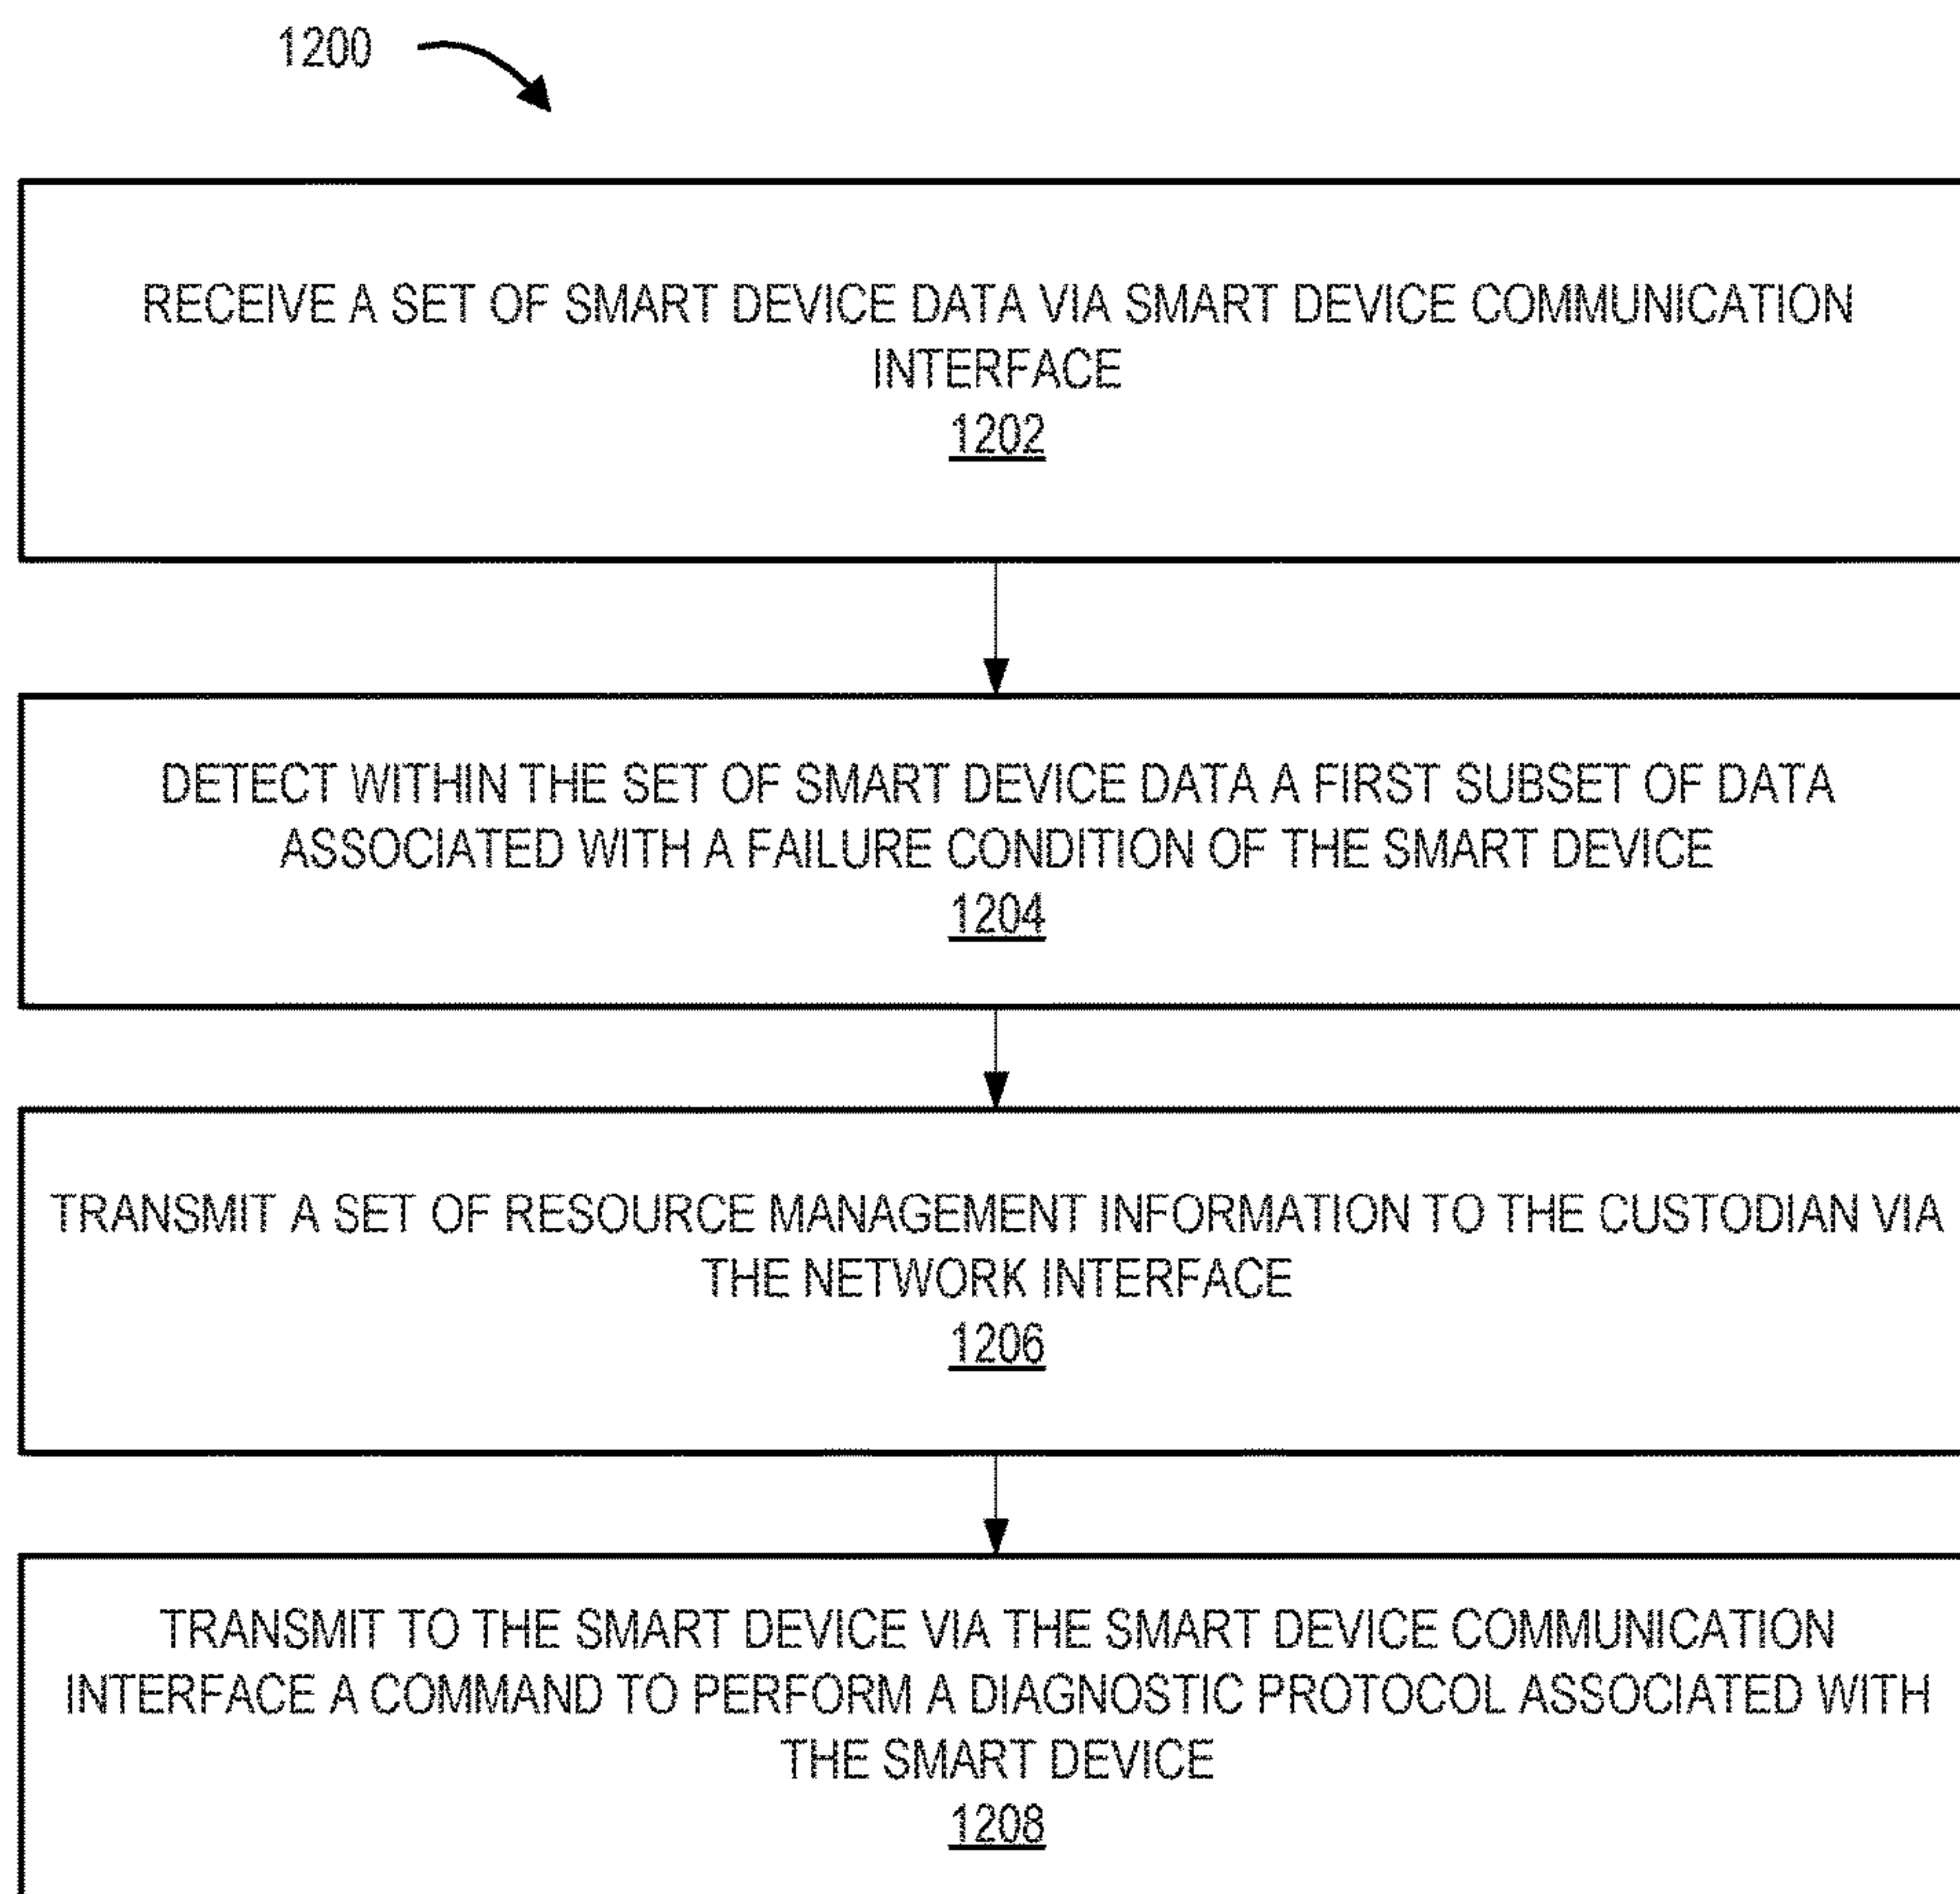 1200
RECEIVE A SET OF SMART DEVICE DATA VIA SMART DEVICE COMMUNICATION
INTERFACE
1202
DETECT WITHIN THE SET OF SMART DEVICE DATA A FIRST SUBSET OF DATA
ASSOCIATED WITH A FAILURE CONDITION OF THE SMART DEVICE
1204
TRANSMIT A SET OF RESOURCE MANAGEMENT INFORMATION TO THE CUSTODIAN VIA
THE NETWORK INTERFACE
1206
TRANSMIT TO THE SMART DEVICE VIA THE SMART DEVICE COMMUNICATION
INTERFACE A COMMAND TO PERFORM A DIAGNOSTIC PROTOCOL ASSOCIATED WITH
THE SMART DEVICE
1208